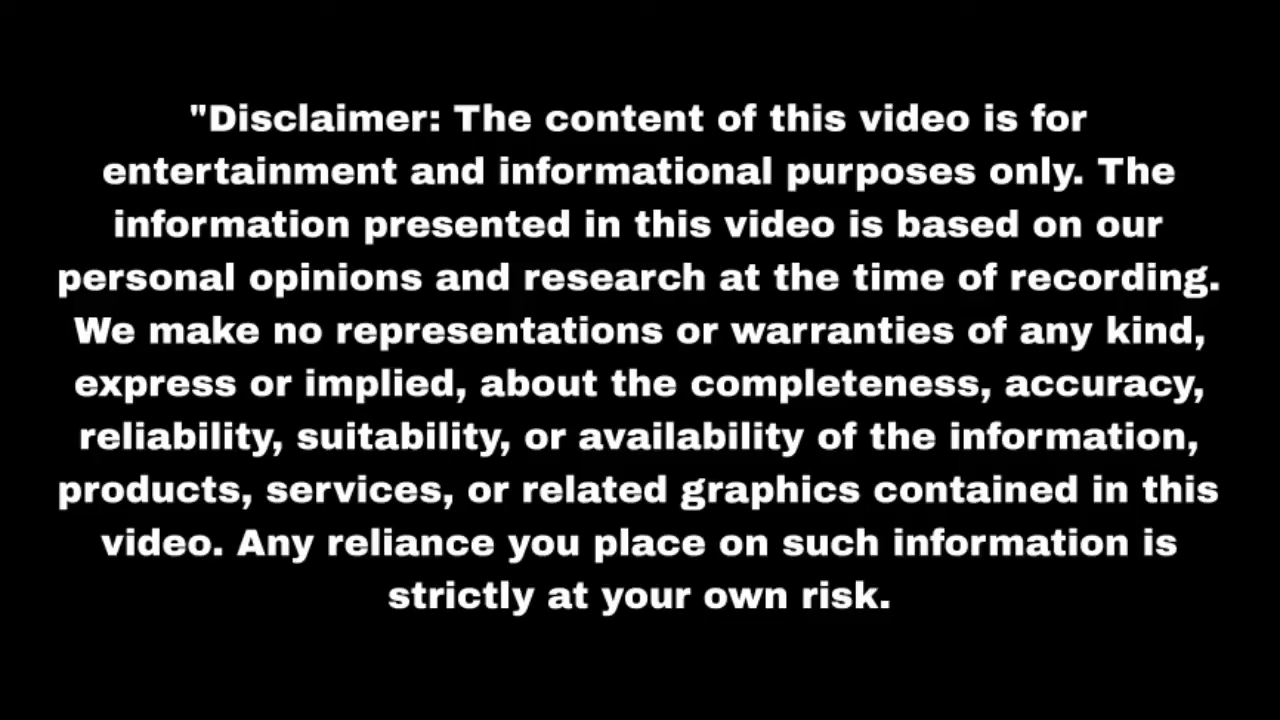 "Disclaimer: The content of this video is for
entertainment and informational purposes only. The
information presented in this video is based on our
personal opinions and research at the time of recording.
We make no representations or warranties of any kind,
express or implied, about the completeness, accuracy,
reliability, suitability, or availability of the information,
products, services, or related graphics contained in this
video. Any reliance you place on such information is
strictly at your own risk.